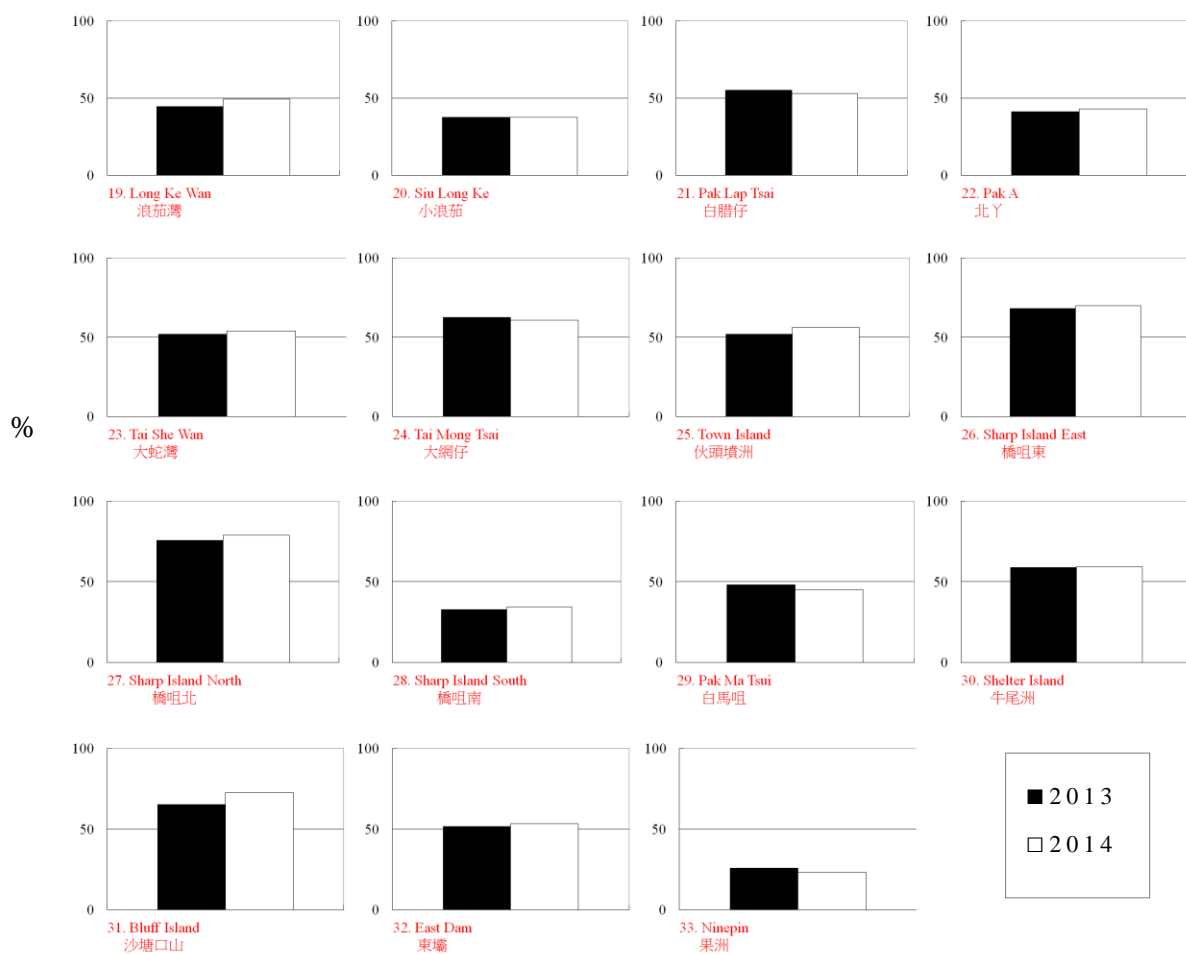 100
50
0
19. Long Ke Wan
浪茄灣
100
50
0
20. Siu Long Ke
小浪茄
100
50
0
21. Pak Lap Tsai
白腊仔
100
50
0
22. Pak A
北丫
%
100
50
0
23. Tai She Wan
大蛇灣
100
50
0
24. Tai Mong Tsai
大網仔
100
50
0
25. Town Island
伙頭墳洲
100
50
0
26. Sharp Island East
橋咀東
100
50
0
27. Sharp Island North
橋咀北
100
50
0
28. Sharp Island South
橋咀南
100
50
0
29. Pak Ma Tsui
白馬咀
100
50
0
30. Shelter Island
牛尾洲
100
50
0
31. Bluff Island
沙塘口山
100
50
0
32. East Dam
東壩
100
50
0
33. Ninepin
果洲
2013
2014